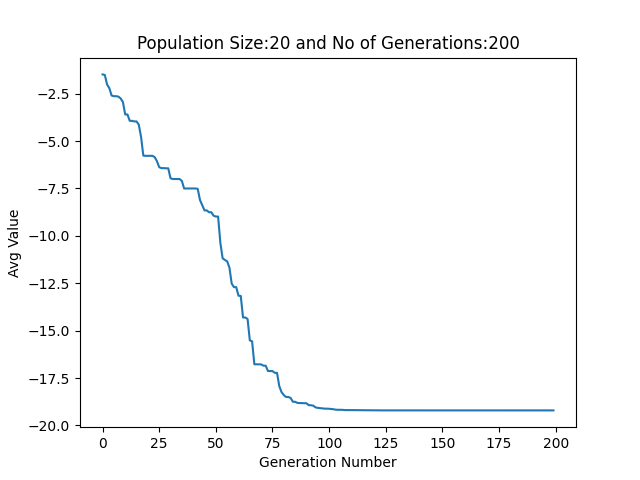 Population Size:20 and No of Generations:200
Avg Value
−2.5
−5.0
−7.5
−10.0
−12.5
−15.0
−17.5
−20.0
0 25 50 75 100 125 150 175 200
Generation Number